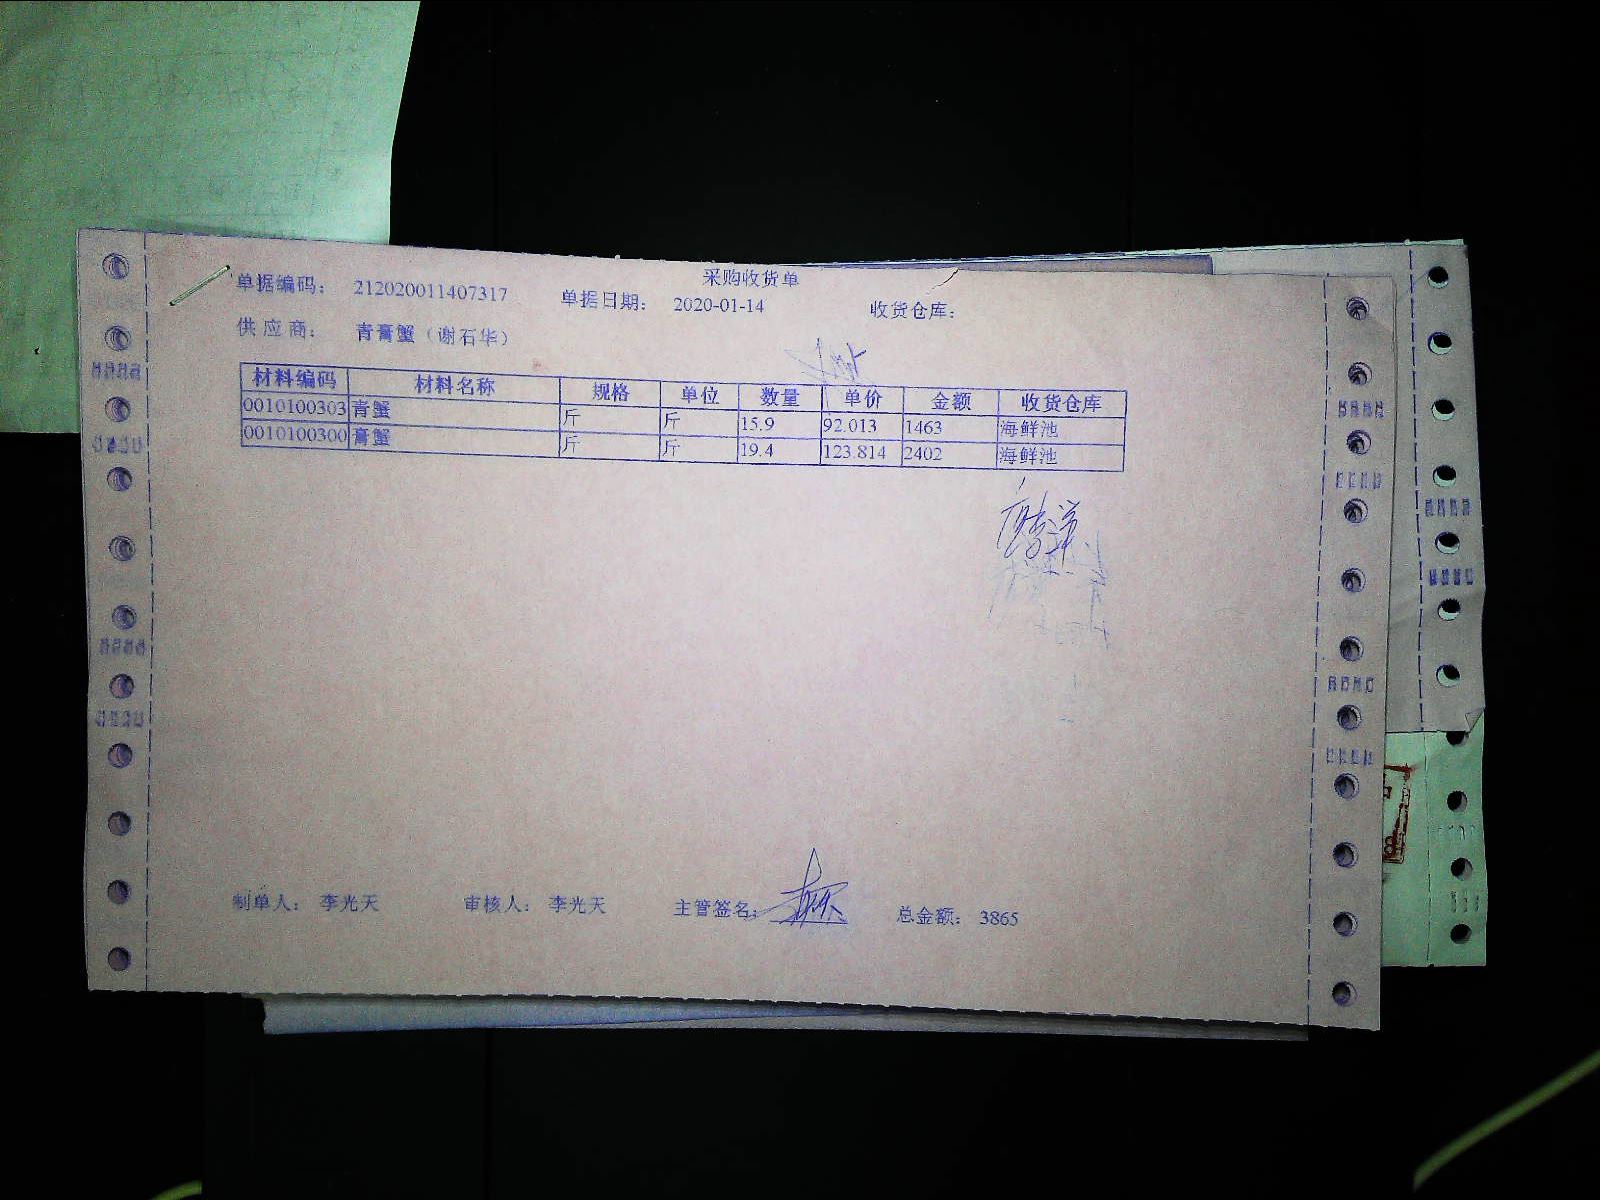 采购收货单
单据编码： 212020011407317 单据日期： 2020-01-14 收货仓库：
供应商： 青膏蟹（谢石华）
材料编码 材料名称 规格 单位 数量 单价 金额 收货仓库
0010100303 青蟹 斤 斤 15.9 92.013 1463 海鲜池
0010100300 膏蟹 斤 斤 19.4 123.814 2402 海鲜池
制单人： 李光天 审核人： 李光天 主管签名： 总金额： 3865